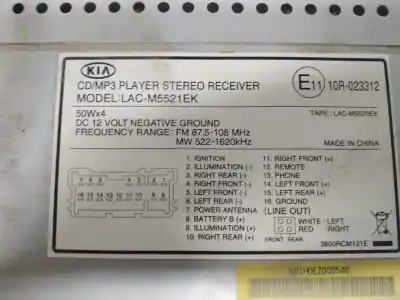 KIA
CD/MP3 PLAYER STEREO RECEIVER
MODEL:LAC-M5521EK
E11 10R-023312
50Wx4
TAPE : LAC-M5520EK
DC 12 VOLT NEGATIVE GROUND
FREQUENCY RANGE: FM 87.5-108 MHz
MW 522-1620kHz
MADE IN CHINA
1. IGNITION
2. ILLUMINATION (-)
3. RIGHT REAR (-)
4. RIGHT FRONT (-)
5. LEFT FRONT (-)
6. LEFT REAR (-)
7. POWER ANTENNA
8. BATTERY B (+)
9. ILLUMINATION (+)
10. RIGHT REAR (+)
11. RIGHT FRONT (+)
12. REMOTE
13. PHONE
14. LEFT FRONT (+)
15. LEFT REAR (+)
16. GROUND
(LINE OUT)
WHITE - LEFT
RED - RIGHT
3850RCM121E